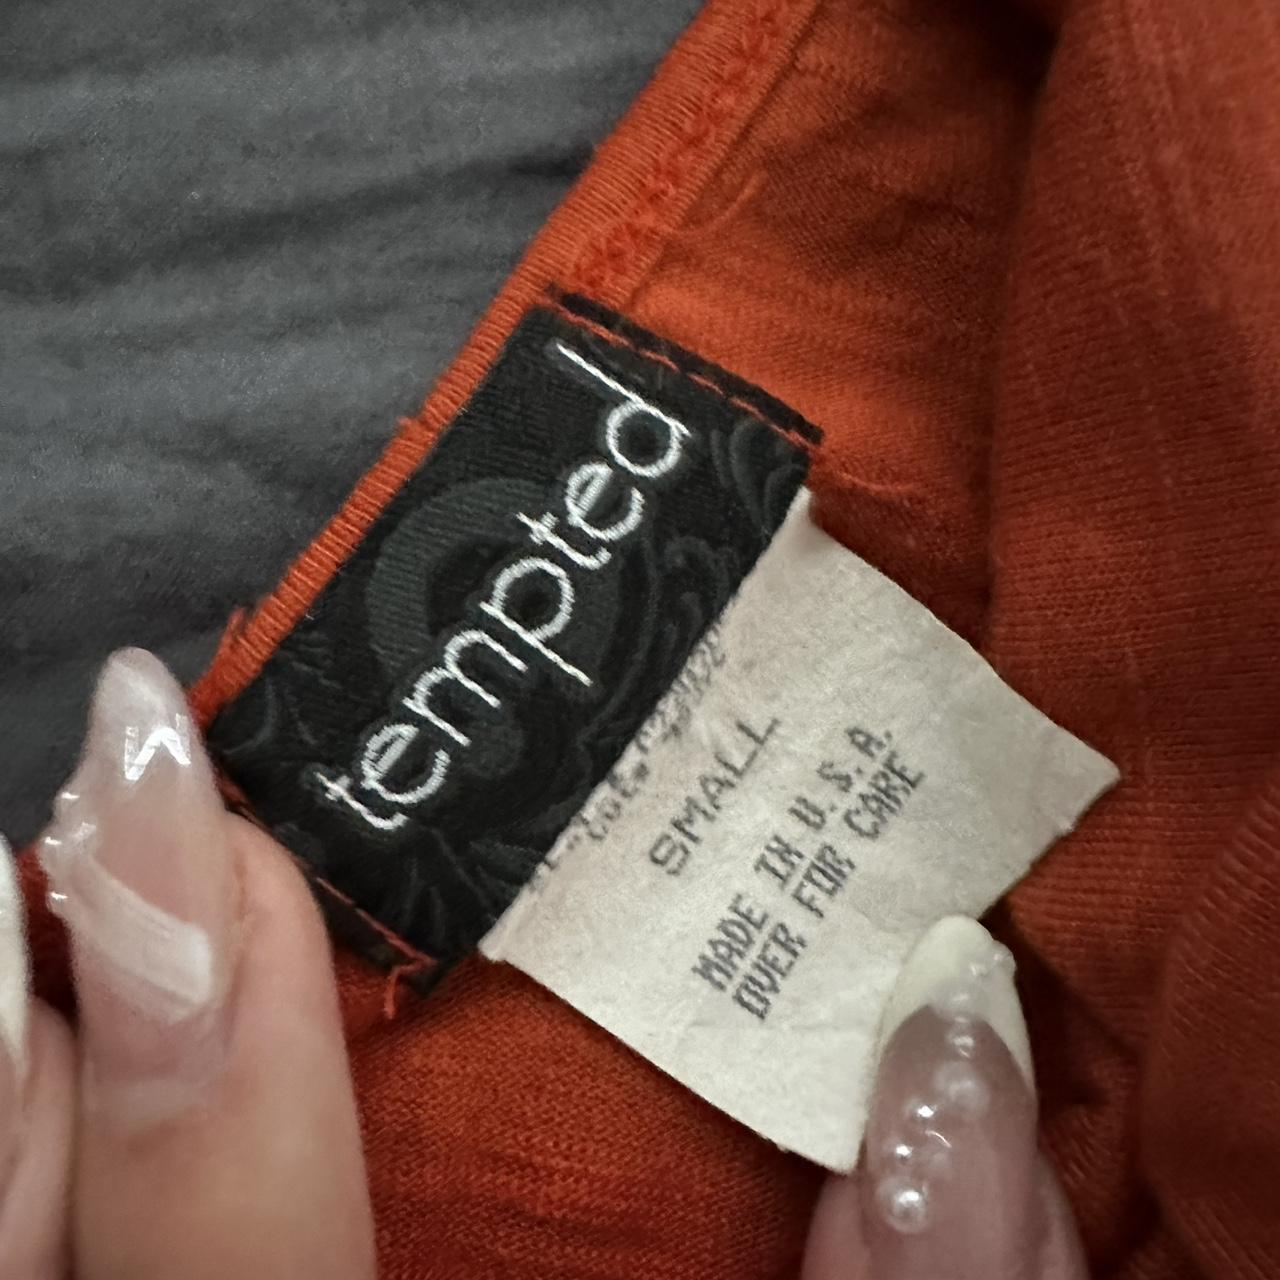 tempted
SMALL
MADE IN U.S.A.
OVER FOR CARE